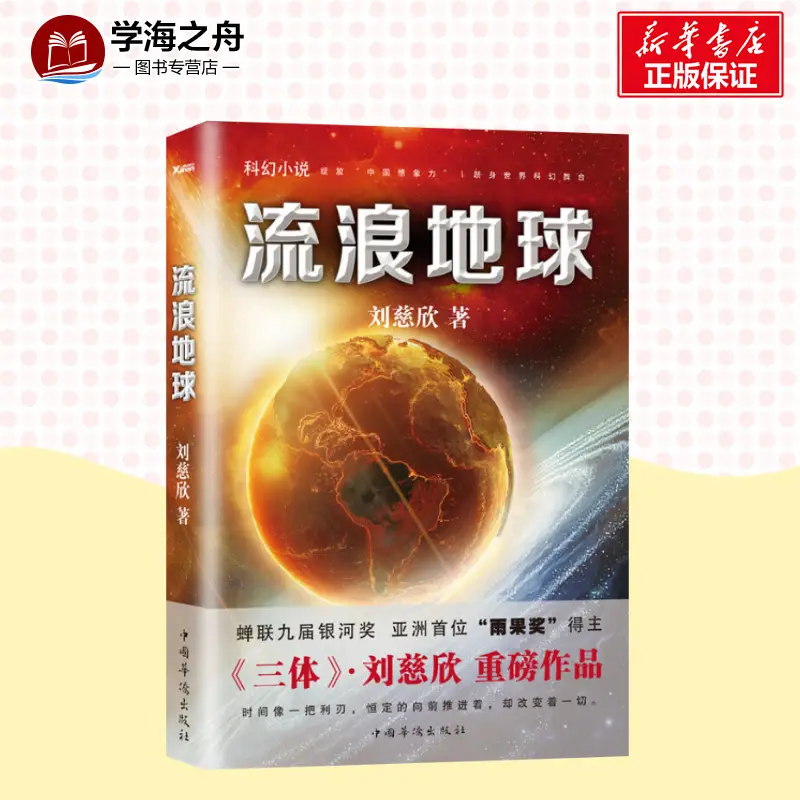 学海之舟
图书专营店
新华书店
正版保证
科幻小说 绽放“中国想象力”|跻身世界科幻舞台
流浪地球
刘慈欣 著
流浪地球
刘慈欣 著
中国华侨出版社
蝉联九届银河奖 亚洲首位“雨果奖”得主
《三体》·刘慈欣 重磅作品
时间像一把利刃，恒定的向前推进着，却改变着一切。
中国华侨出版社